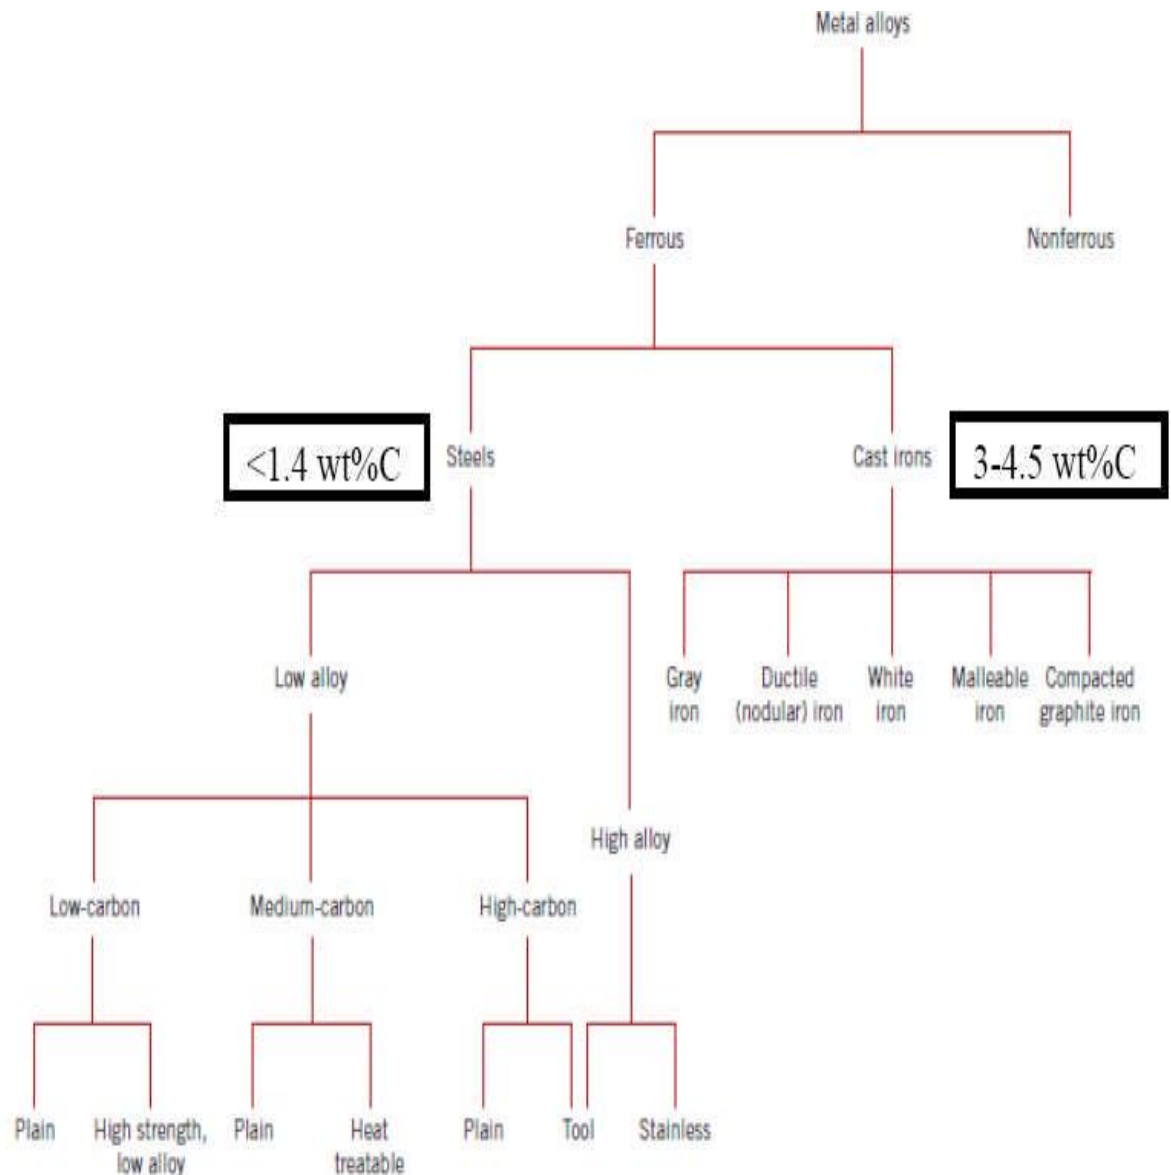 Metal alloys
Ferrous
Nonferrous
<1.4 wt%C
Steels
Cast irons
3-4.5 wt%C
Low alloy
Gray
iron
Ductile
(nodular) iron
White
iron
Malleable
iron
Compacted
graphite iron
High alloy
Low-carbon
Medium-carbon
High-carbon
Plain
High strength,
low alloy
Plain
Heat
treatable
Plain
Tool
Stainless